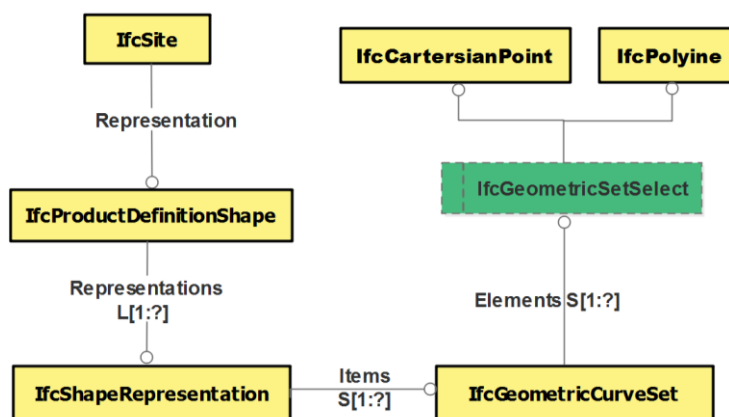 IfcSite
IfcCartersianPoint
IfcPolyine
Representation
IfcGeometricSetSelect
IfcProductDefinitionShape
Representations
L[1:?]
Elements S[1:?]
IfcShapeRepresentation
Items
S[1:?]
IfcGeometricCurveSet